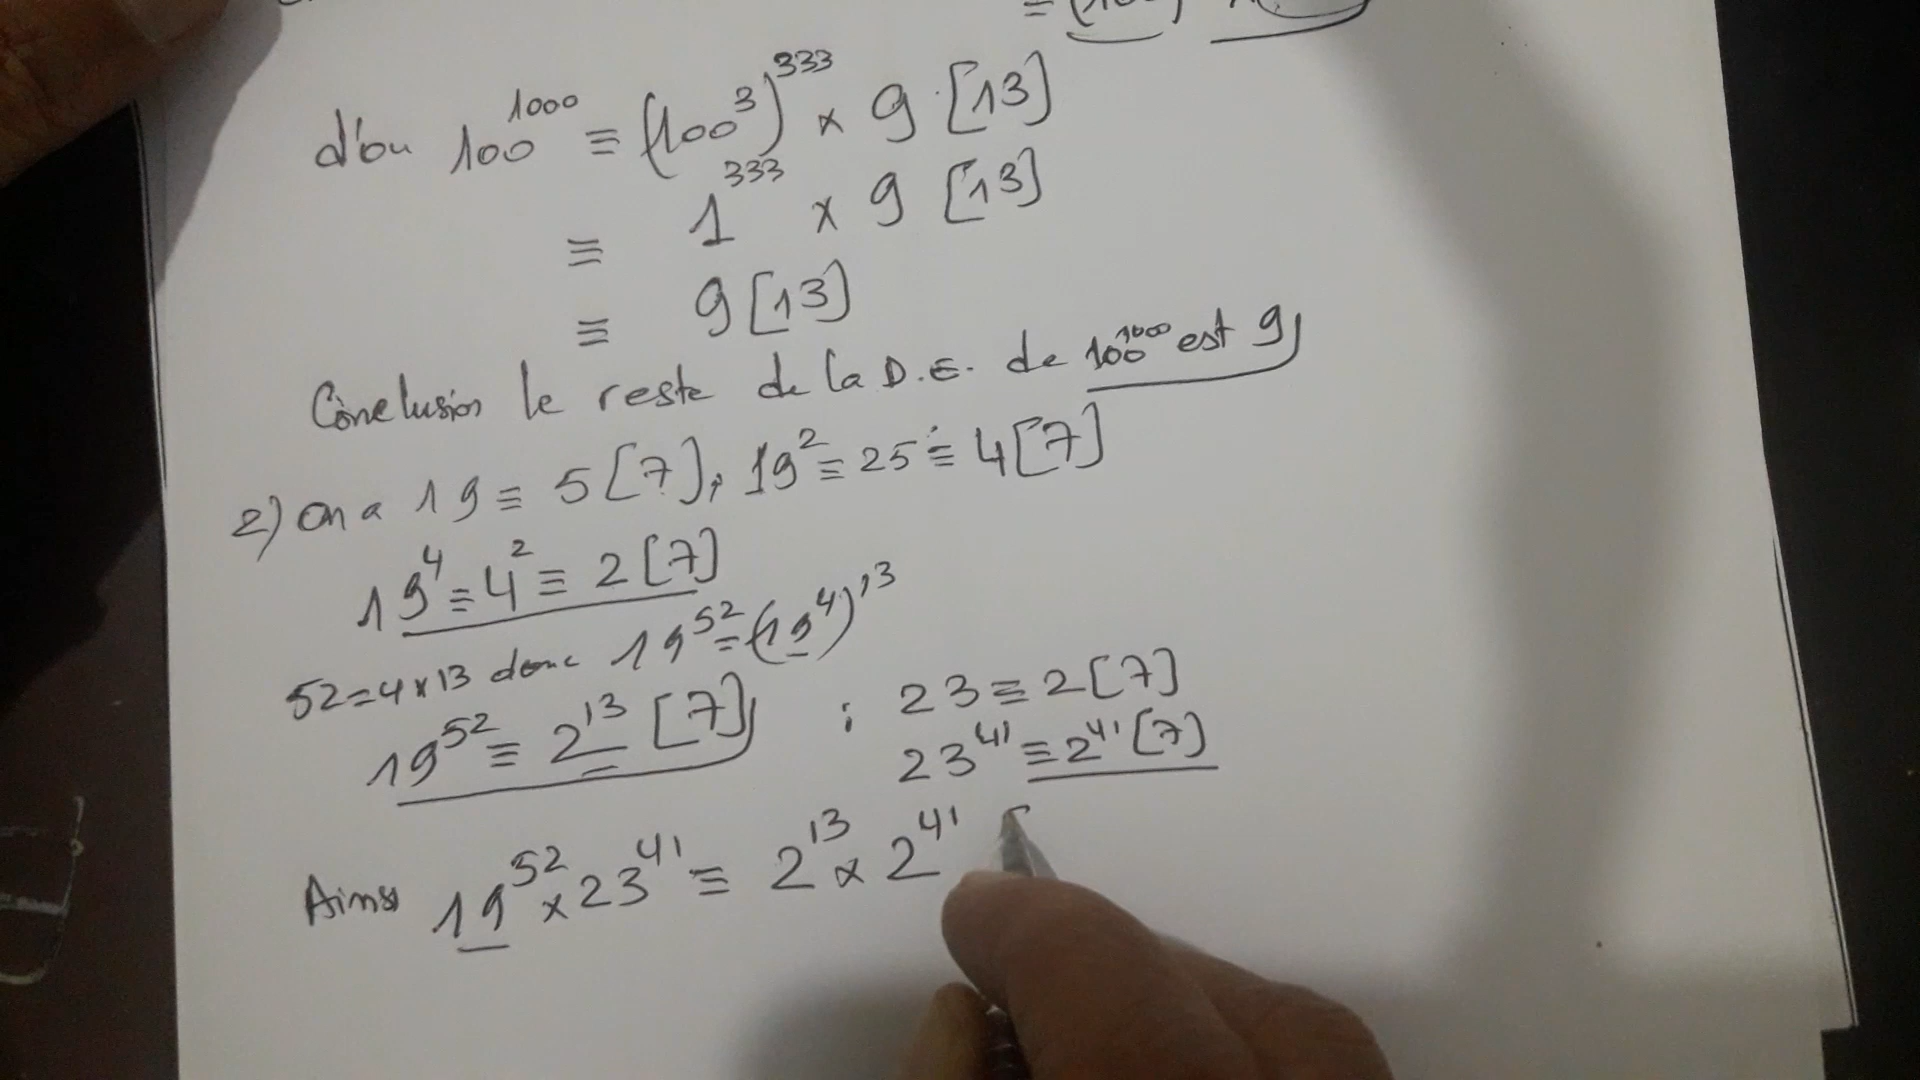 d'ou 100^1000 ≡ (100^3)^333 × 9 [13]
≡ 1^333 × 9 [13]
≡ 9 [13]
Conclusion le reste de la D.E. de 100^1000 est 9
2) On a 19 ≡ 5 [7], 19^2 ≡ 25 ≡ 4 [7]
19^4 ≡ 4^2 ≡ 2 [7]
52 = 4 × 13 donc 19^52 = (19^4)^13
19^52 ≡ 2^13 [7] ; 23 ≡ 2 [7]
23^41 ≡ 2^41 [7]
Ainsi 19^52 × 23^41 ≡ 2^13 × 2^41